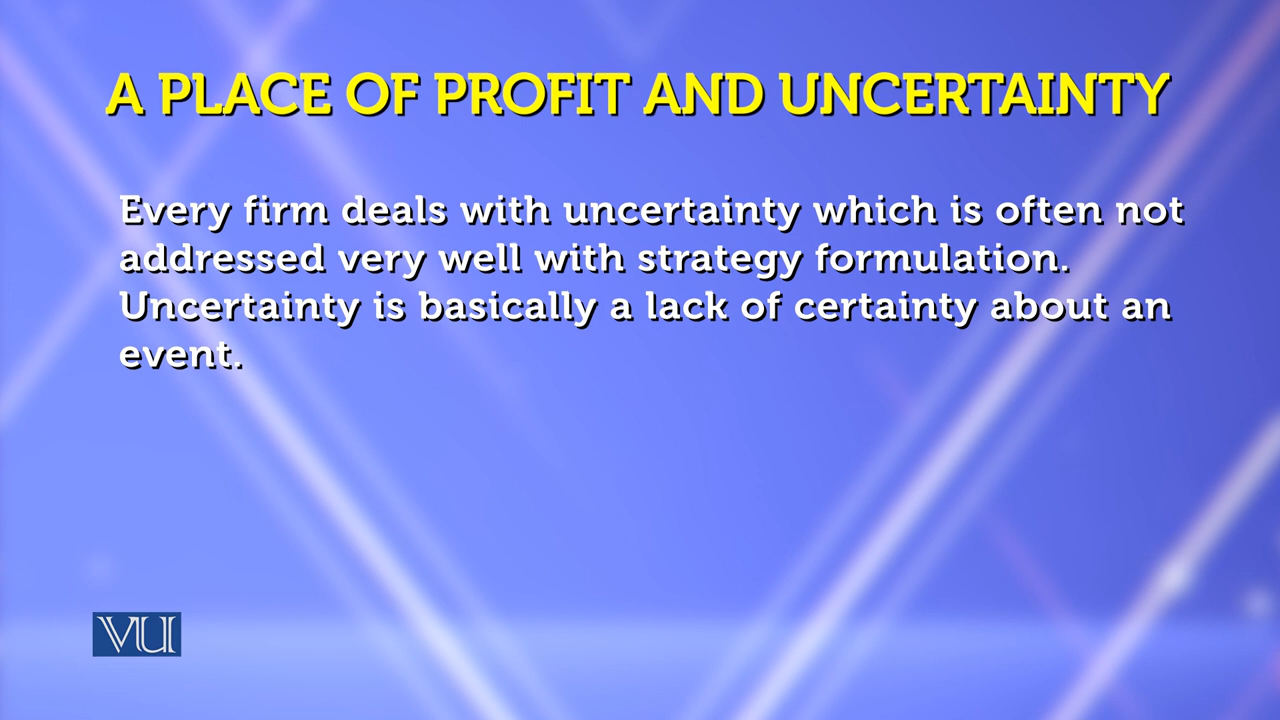 A PLACE OF PROFIT AND UNCERTAINTY
Every firm deals with uncertainty which is often not
addressed very well with strategy formulation.
Uncertainty is basically a lack of certainty about an
event.
VU